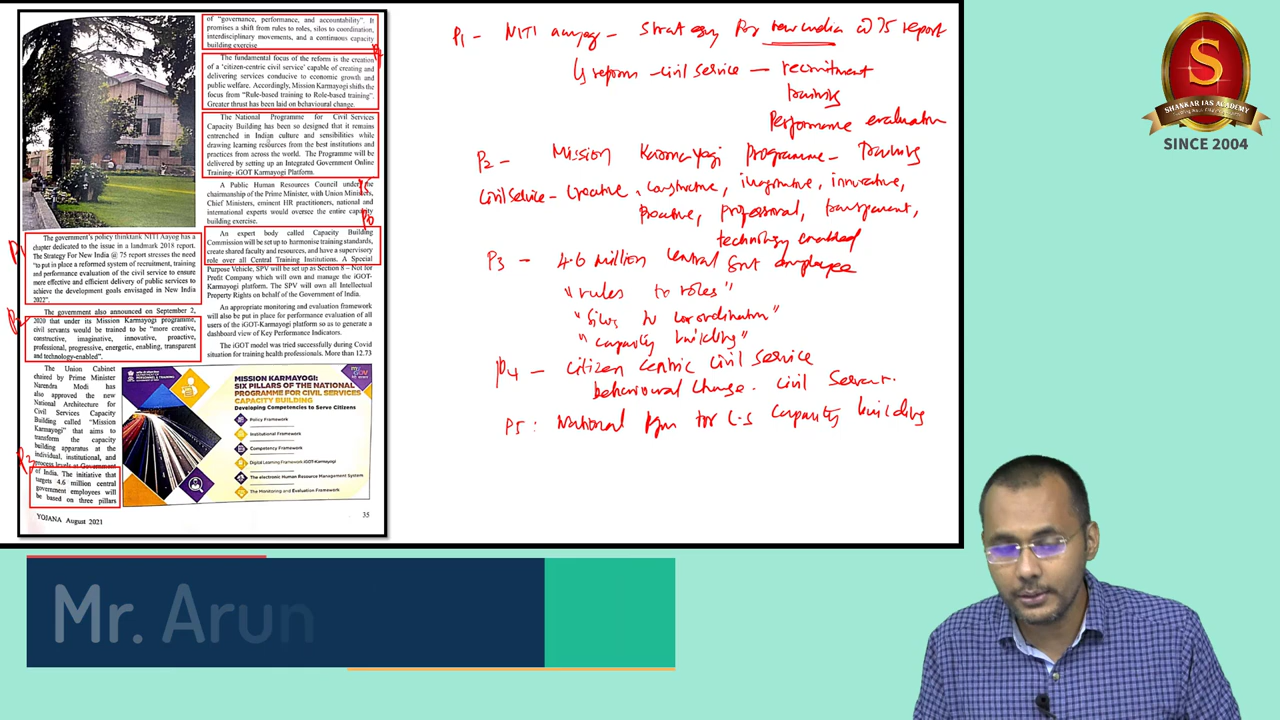 of "governance, performance, and accountability". It
promises a shift from rules to roles, silos to coordination,
interdisciplinary movements, and a continuous capacity
building exercise
The fundamental focus of the reform is the creation
of a 'citizen-centric civil service' capable of creating and
delivering services conducive to economic growth and
public welfare. Accordingly, Mission Karmayogi shifts the
focus from "Rule-based training to Role-based training".
Greater thrust has been laid on behavioural change.
The National Programme for Civil Services
Capacity Building has been so designed that it remains
entrenched in Indian culture and sensibilities while
drawing learning resources from the best institutions and
practices from across the world. The Programme will be
delivered by setting up an Integrated Government Online
Training- iGOT Karmayogi Platform.
A Public Human Resources Council under the
chairmanship of the Prime Minister, with Union Ministers,
Chief Ministers, eminent HR practitioners, national and
international experts would oversee the entire capacity
building exercise.
An expert body called Capacity Building
Commission will be set up to harmonise training standards,
create shared faculty and resources, and have a supervisory
role over all Central Training Institutions. A Special
Purpose Vehicle, SPV will be set up as Section 8 – Not-for
Profit Company which will own and manage the iGOT-
Karmayogi platform. The SPV will own all Intellectual
Property Rights on behalf of the Government of India.
An appropriate monitoring and evaluation framework
will also be put in place for performance evaluation of all
users of the iGOT-Karmayogi platform so as to generate a
dashboard view of Key Performance Indicators.
The iGOT model was tried successfully during Covid
situation for training health professionals. More than 12.73
P1
The government's policy thinktank NITI Aayog has a
chapter dedicated to the issue in a landmark 2018 report.
The Strategy For New India @ 75 report stresses the need
"to put in place a reformed system of recruitment, training
and performance evaluation of the civil service to ensure
more effective and efficient delivery of public services to
achieve the development goals envisaged in New India
2022".
P2
The government also announced on September 2,
2020 that under its Mission Karmayogi programme,
civil servants would be trained to be "more creative,
constructive, imaginative, innovative, proactive,
professional, progressive, energetic, enabling, transparent
and technology-enabled".
The Union Cabinet
chaired by Prime Minister
Narendra Modi has
also approved the new
National Architecture for
Civil Services Capacity
Building called "Mission
Karmayogi" that aims to
transform the capacity
building apparatus at the
individual, institutional, and
process levels at Government
P3
of India. The initiative that
targets 4.6 million central
government employees will
be based on three pillars
MISSION KARMAYOGI:
SIX PILLARS OF THE NATIONAL
PROGRAMME FOR CIVIL SERVICES
CAPACITY BUILDING
Developing Competencies to Serve Citizens
Policy Framework
Institutional Framework
Competency Framework
Digital Learning Framework iGOT-Karmayogi
The electronic Human Resource Management System
The Monitoring and Evaluation Framework
YOJANA August 2021
35
P1 - NITI aayog - Strategy for new india @ 75 report
reform - civil service - recruitment
training
Performance evaluation
P2 - Mission Karmayogi Programme - Training
civil service - creative, constructive, imaginative, innovative,
proactive, professional, transparent,
technology enabled
P3 - 4.6 million central Govt employee
"rules to roles"
"silos to coordination"
"capacity building"
P4 - Citizen centric civil service
behavioural change. Civil Servant.
P5: National Pgm for C.S capacity building
SHANKAR IAS ACADEMY
SINCE 2004
Mr. Arun